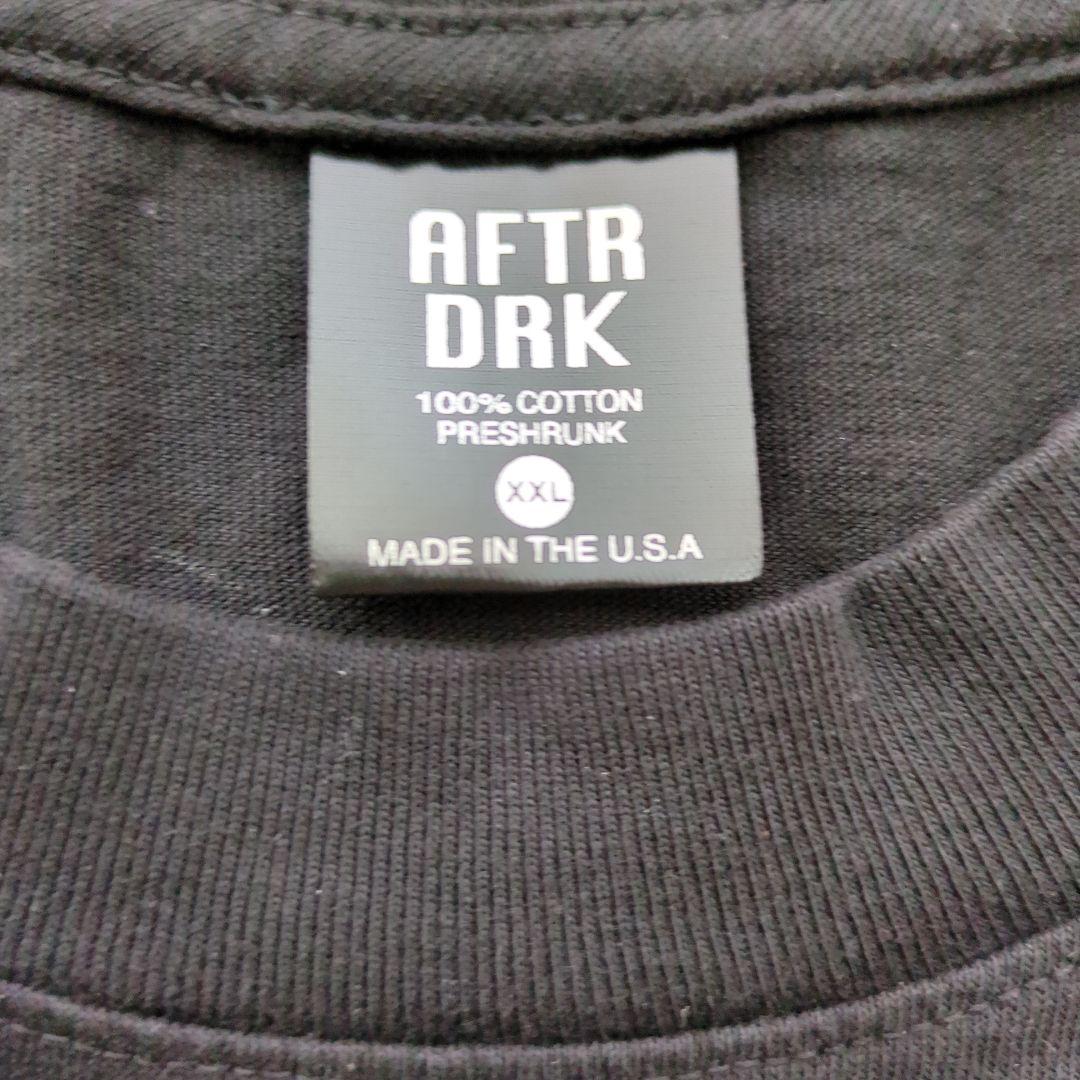 AFTR
DRK
100% COTTON
PRESHRUNK
XXL
MADE IN THE U.S.A